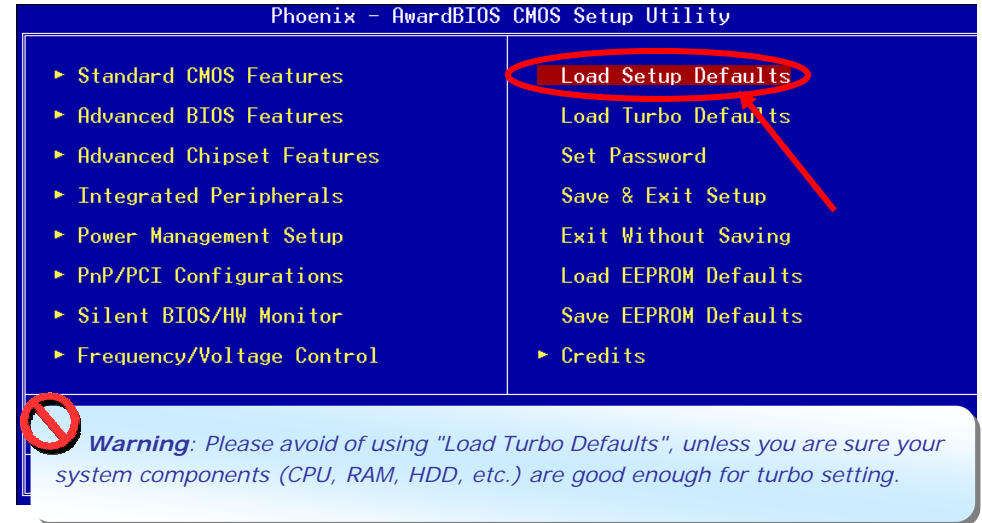 Phoenix - AwardBIOS CMOS Setup Utility
► Standard CMOS Features
► Advanced BIOS Features
► Advanced Chipset Features
► Integrated Peripherals
► Power Management Setup
► PnP/PCI Configurations
► Silent BIOS/HW Monitor
► Frequency/Voltage Control
Load Setup Defaults
Load Turbo Defaults
Set Password
Save & Exit Setup
Exit Without Saving
Load EEPROM Defaults
Save EEPROM Defaults
► Credits
Warning: Please avoid of using "Load Turbo Defaults", unless you are sure your
system components (CPU, RAM, HDD, etc.) are good enough for turbo setting.